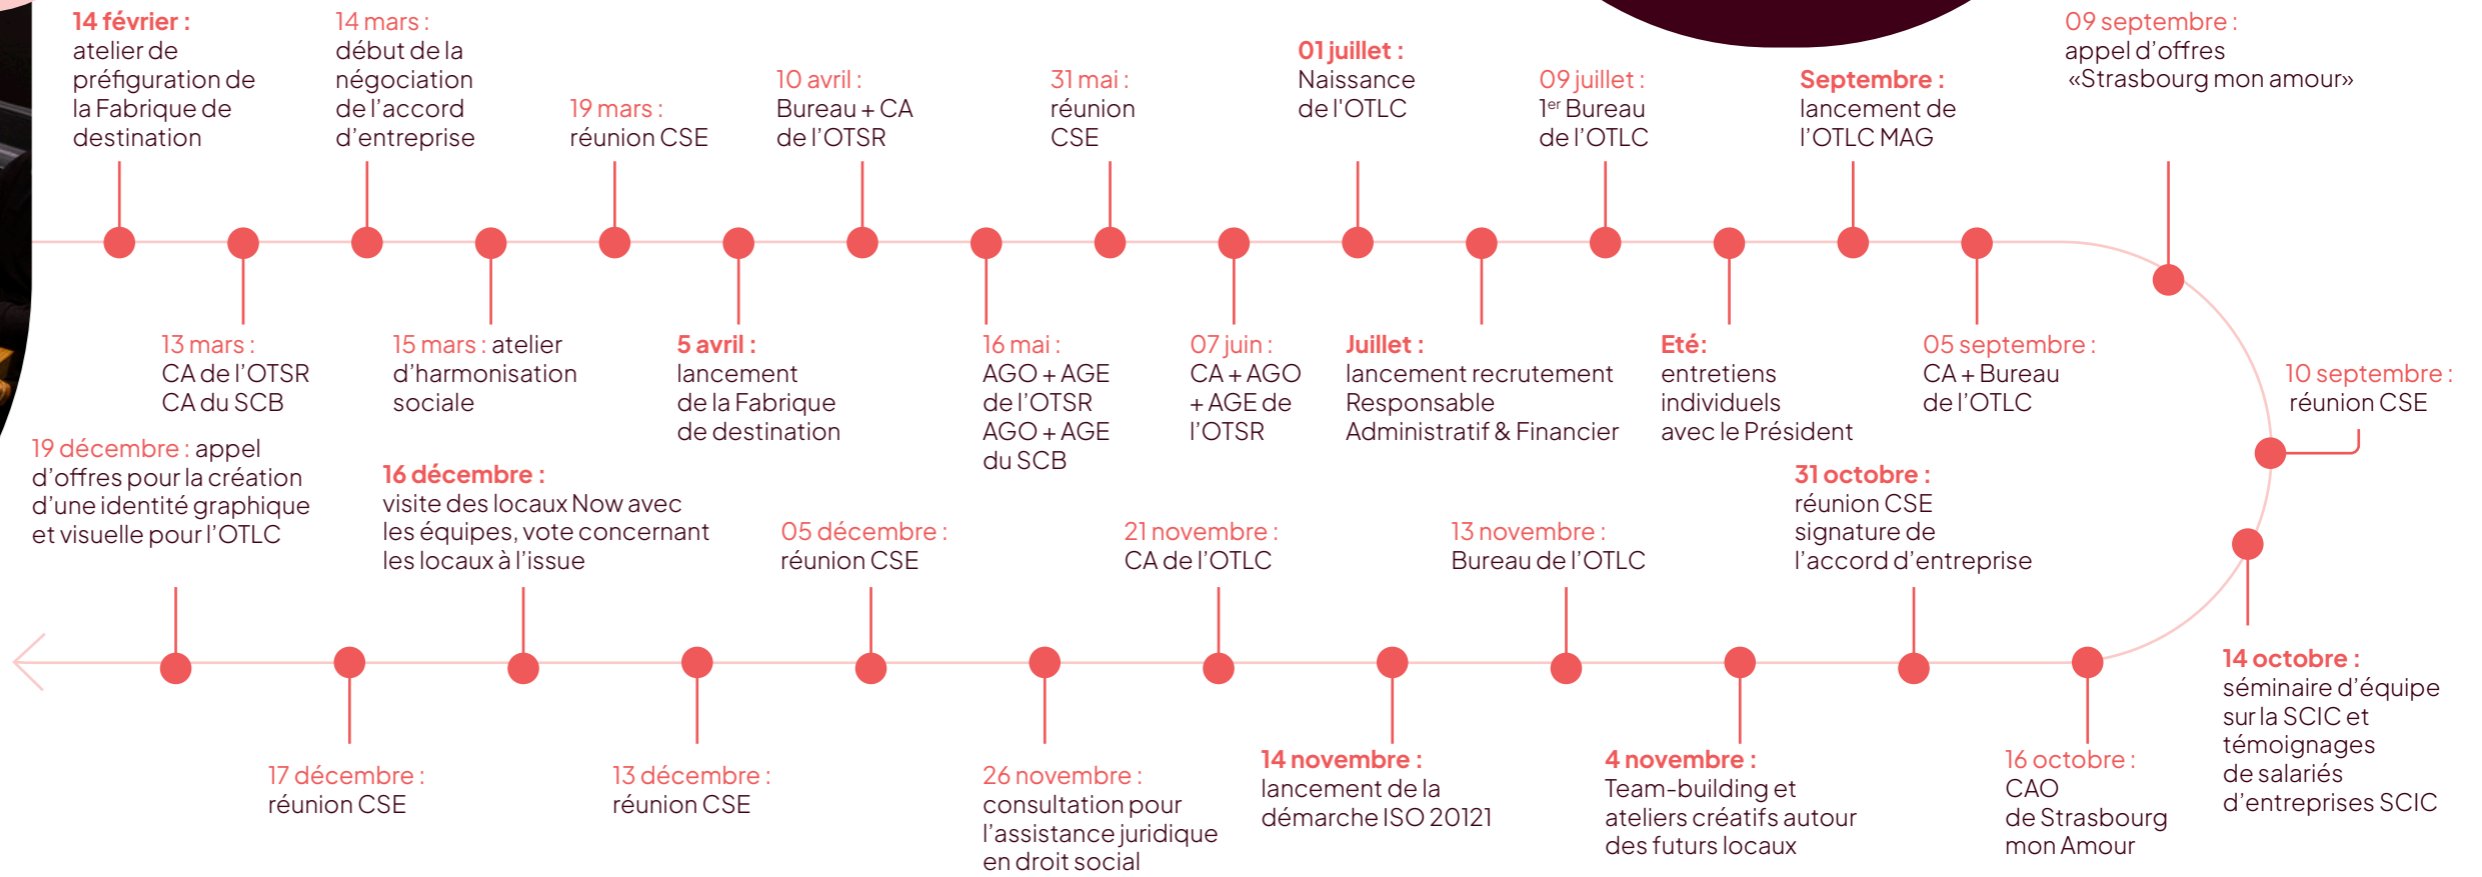 14 février :
atelier de
préfiguration de
la Fabrique de
destination
13 mars :
CA de l'OTSR
CA du SCB
14 mars :
début de la
négociation
de l'accord
d'entreprise
15 mars : atelier
d'harmonisation
sociale
19 mars :
réunion CSE
5 avril :
lancement
de la Fabrique
de destination
10 avril :
Bureau + CA
de l'OTSR
16 mai :
AGO + AGE
de l'OTSR
AGO + AGE
du SCB
31 mai :
réunion
CSE
07 juin :
CA + AGO
+ AGE de
l'OTSR
01 juillet :
Naissance
de l'OTLC
Juillet :
lancement recrutement
Responsable
Administratif & Financier
09 juillet :
1er Bureau
de l'OTLC
Eté:
entretiens
individuels
avec le Président
Septembre :
lancement de
l'OTLC MAG
05 septembre :
CA + Bureau
de l'OTLC
09 septembre :
appel d'offres
«Strasbourg mon amour»
10 septembre :
réunion CSE
14 octobre :
séminaire d'équipe
sur la SCIC et
témoignages
de salariés
d'entreprises SCIC
16 octobre :
CAO
de Strasbourg
mon Amour
31 octobre :
réunion CSE
signature de
l'accord d'entreprise
4 novembre :
Team-building et
ateliers créatifs autour
des futurs locaux
13 novembre :
Bureau de l'OTLC
14 novembre :
lancement de la
démarche ISO 20121
21 novembre :
CA de l'OTLC
26 novembre :
consultation pour
l'assistance juridique
en droit social
05 décembre :
réunion CSE
13 décembre :
réunion CSE
16 décembre :
visite des locaux Now avec
les équipes, vote concernant
les locaux à l'issue
17 décembre :
réunion CSE
19 décembre : appel
d'offres pour la création
d'une identité graphique
et visuelle pour l'OTLC